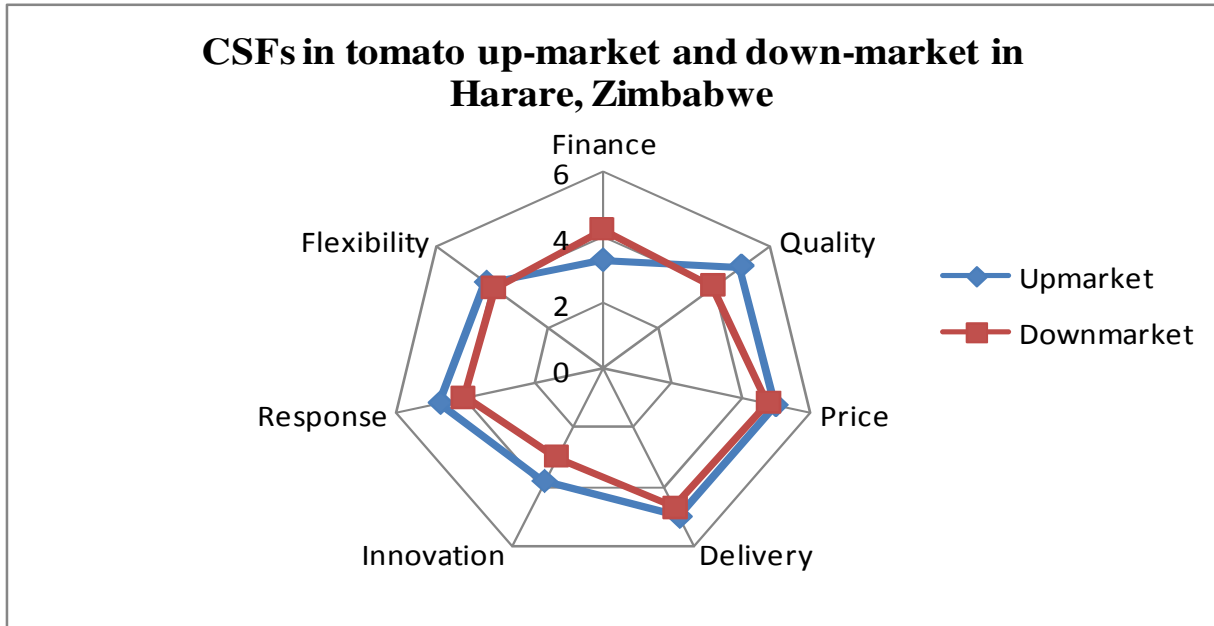 CSFs in tomato up-market and down-market in
Harare, Zimbabwe
Finance
6
Flexibility
4
Quality
Upmarket
2
Downmarket
0
Response
Price
Innovation
Delivery